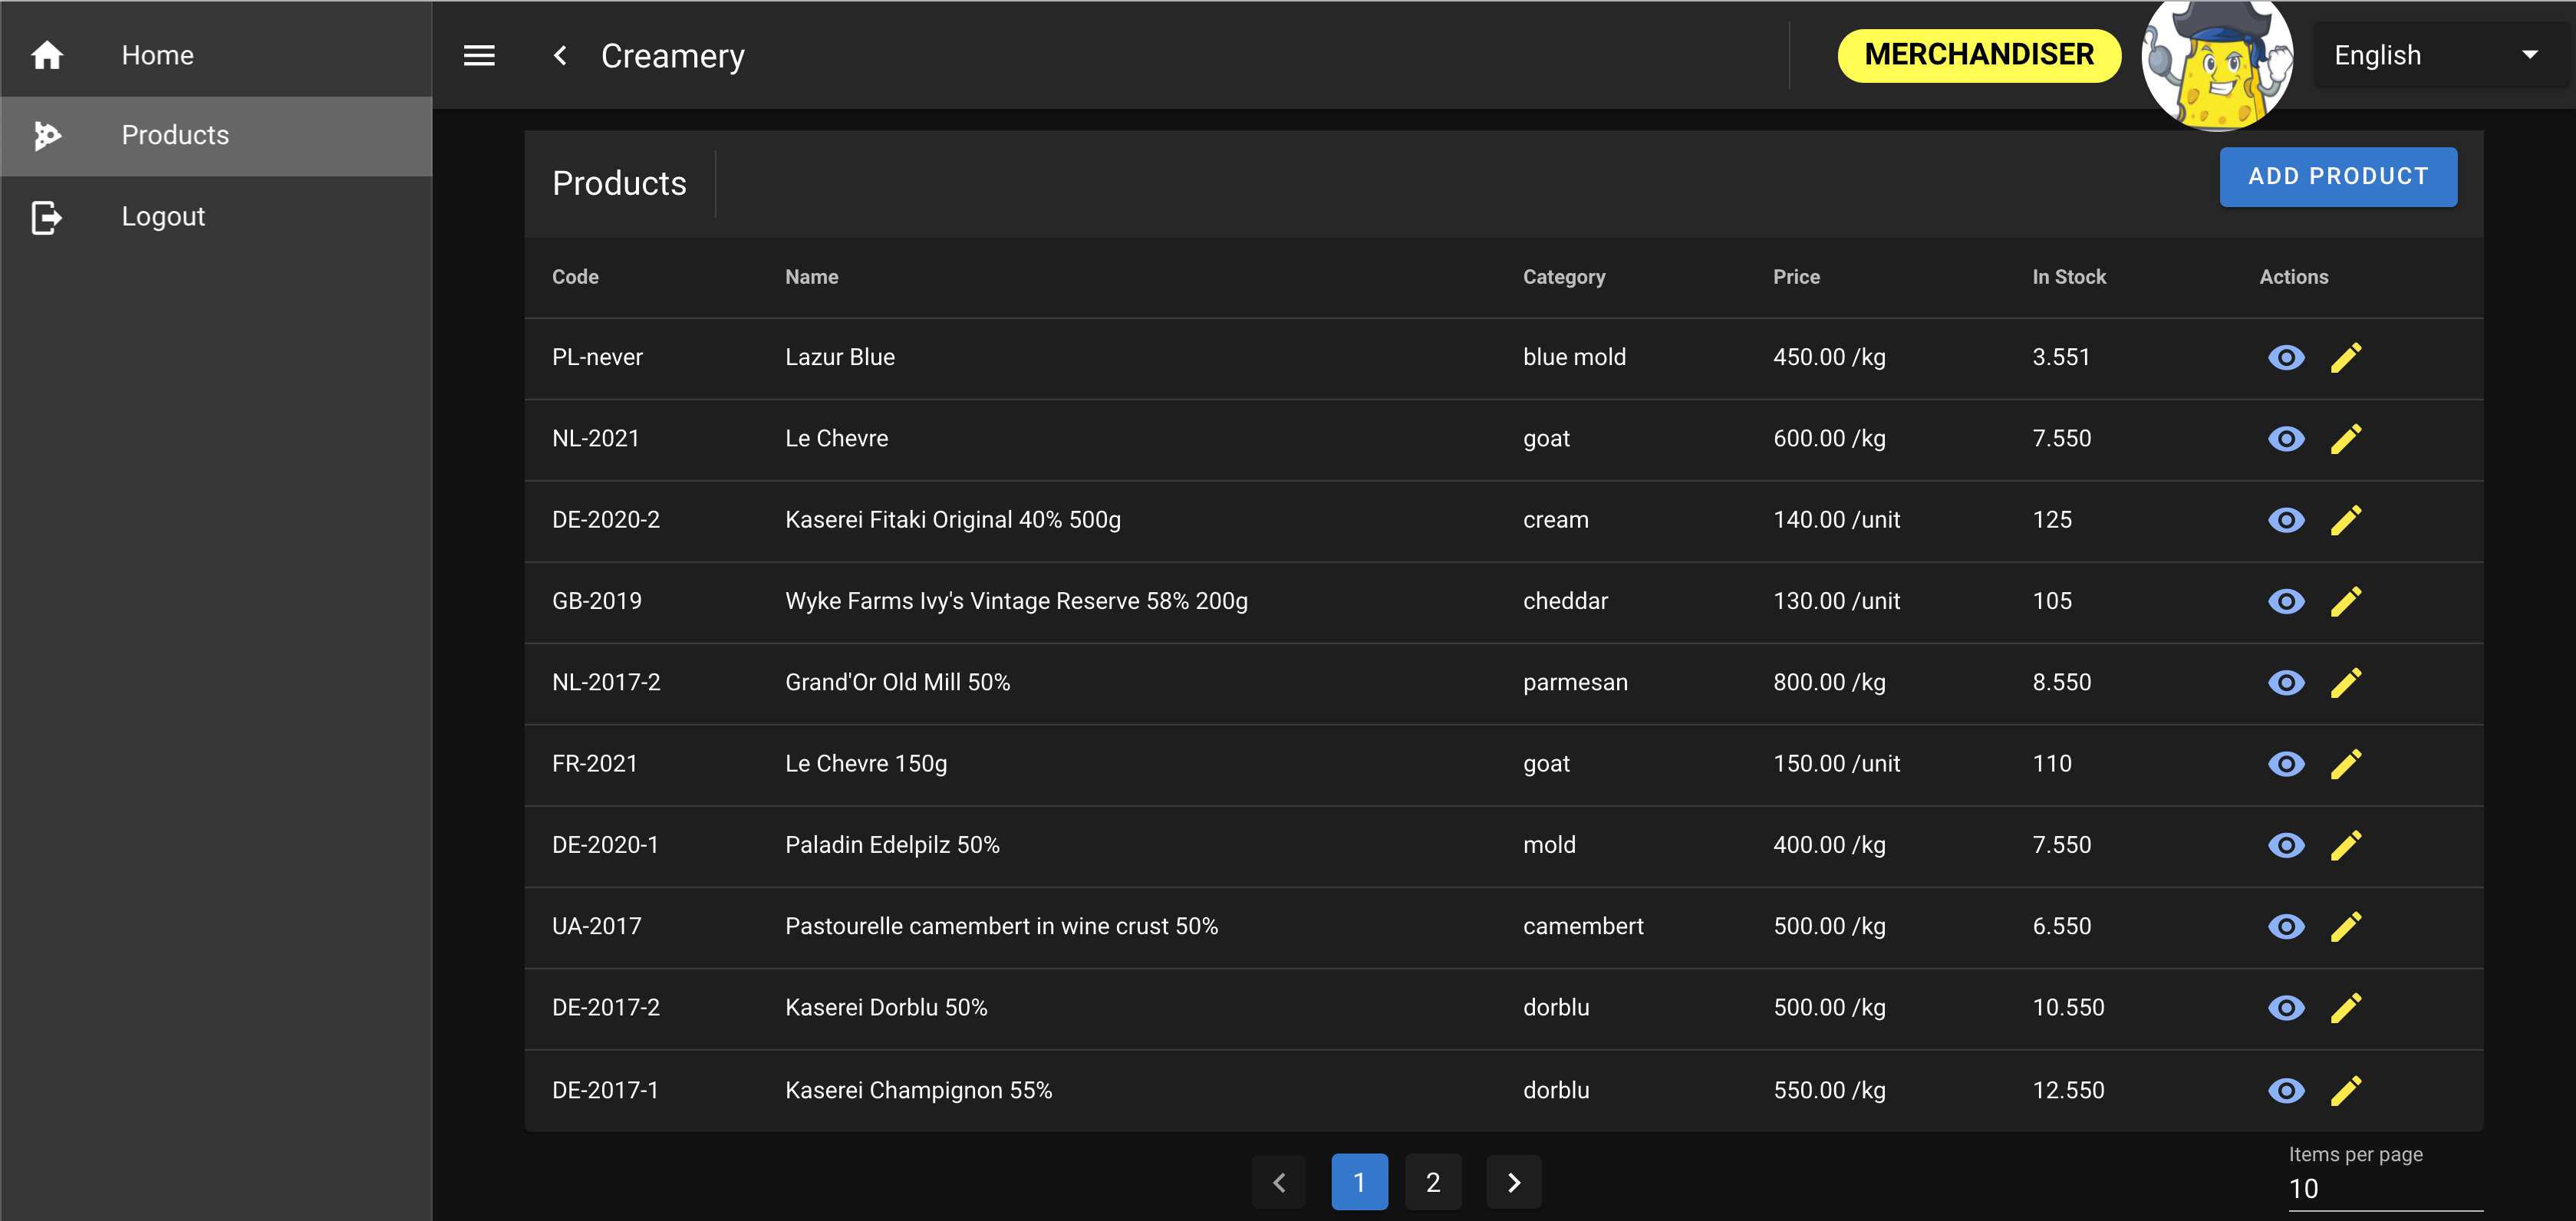 Home
Products
Logout
Creamery
MERCHANDISER
English
Products
ADD PRODUCT
Code Name Category Price In Stock Actions
PL-never Lazur Blue blue mold 450.00 /kg 3.551
NL-2021 Le Chevre goat 600.00 /kg 7.550
DE-2020-2 Kaserei Fitaki Original 40% 500g cream 140.00 /unit 125
GB-2019 Wyke Farms Ivy's Vintage Reserve 58% 200g cheddar 130.00 /unit 105
NL-2017-2 Grand'Or Old Mill 50% parmesan 800.00 /kg 8.550
FR-2021 Le Chevre 150g goat 150.00 /unit 110
DE-2020-1 Paladin Edelpilz 50% mold 400.00 /kg 7.550
UA-2017 Pastourelle camembert in wine crust 50% camembert 500.00 /kg 6.550
DE-2017-2 Kaserei Dorblu 50% dorblu 500.00 /kg 10.550
DE-2017-1 Kaserei Champignon 55% dorblu 550.00 /kg 12.550
1 2
Items per page
10